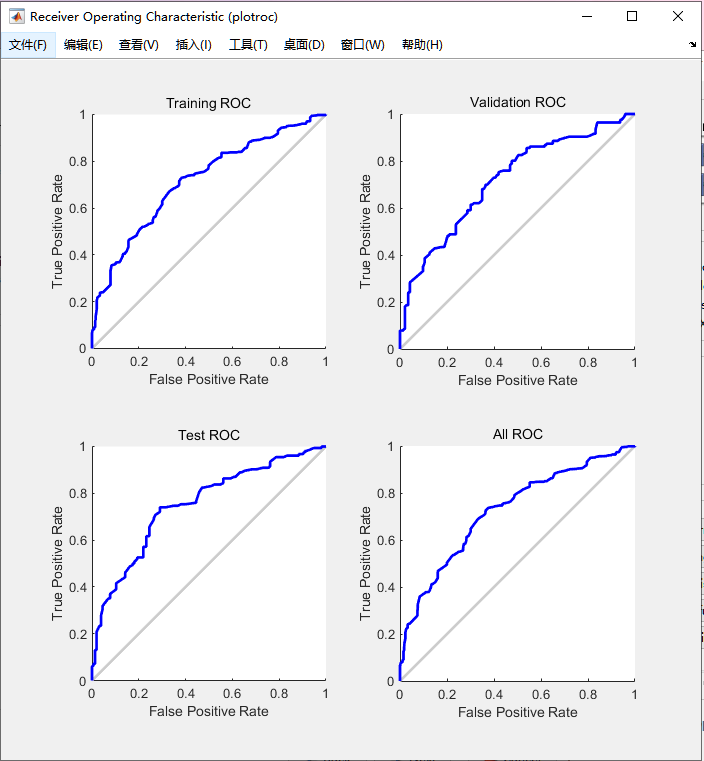 Receiver Operating Characteristic (plotroc)
文件(F) 编辑(E) 查看(V) 插入(I) 工具(T) 桌面(D) 窗口(W) 帮助(H)
Training ROC
1
0.8
0.6
0.4
0.2
0
True Positive Rate
0 0.2 0.4 0.6 0.8 1
False Positive Rate
Validation ROC
1
0.8
0.6
0.4
0.2
0
True Positive Rate
0 0.2 0.4 0.6 0.8 1
False Positive Rate
Test ROC
1
0.8
0.6
0.4
0.2
0
True Positive Rate
0 0.2 0.4 0.6 0.8 1
False Positive Rate
All ROC
1
0.8
0.6
0.4
0.2
0
True Positive Rate
0 0.2 0.4 0.6 0.8 1
False Positive Rate